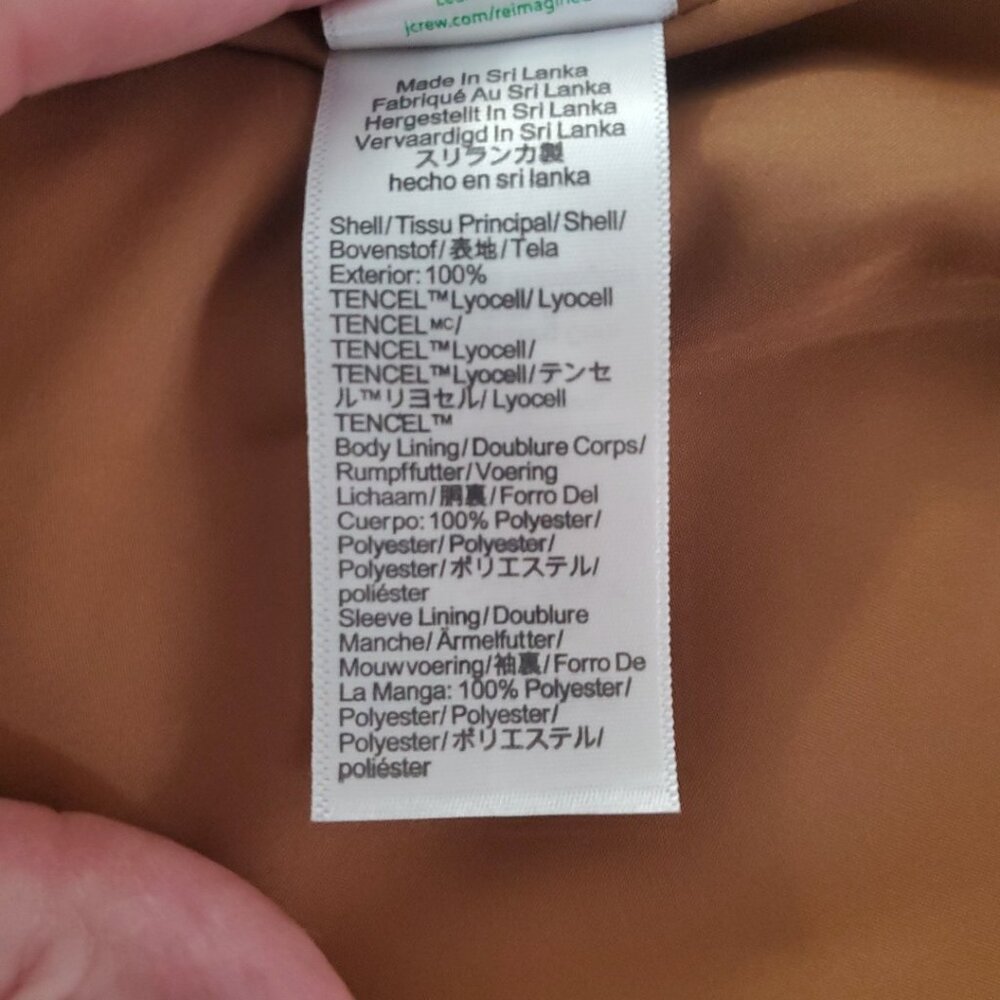 jcrew.com/reimagined
Made In Sri Lanka
Fabriqué Au Sri Lanka
Hergestellt In Sri Lanka
Vervaardigd In Sri Lanka
スリランカ製
hecho en sri lanka
Shell/Tissu Principal/Shell/
Bovenstof/表地/Tela
Exterior: 100%
TENCEL™Lyocell/Lyocell
TENCEL MC/
TENCEL™Lyocell/
TENCEL™Lyocell/テンセ
ル™リヨセル/Lyocell
TENCEL™
Body Lining/Doublure Corps/
Rumpffutter/Voering
Lichaam/胴裏/Forro Del
Cuerpo: 100% Polyester/
Polyester/Polyester/
Polyester/ポリエステル/
poliéster
Sleeve Lining/Doublure
Manche/Ärmelfutter/
Mouwvoering/袖裏/Forro De
La Manga: 100% Polyester/
Polyester/Polyester/
Polyester/ポリエステル/
poliéster